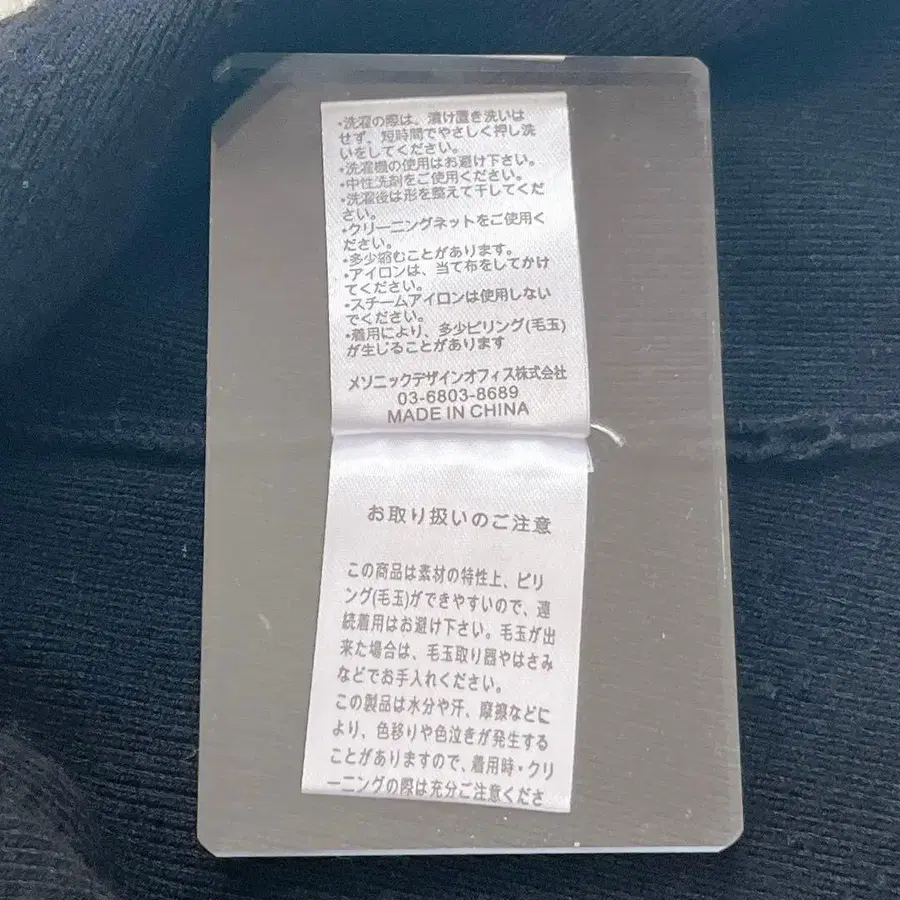 ・洗濯の際は、漬け置き洗いは
せず、短時間でやさしく押し洗
いをしてください。
・洗濯機の使用はお避け下さい。
・中性洗剤をご使用ください。
・洗濯後は形を整えて干してくだ
さい。
・クリーニングネットをご使用く
ださい。
・多少縮むことがあります。
・アイロンは、当て布をしてかけ
てください。
・スチームアイロンは使用しない
でください。
・着用により、多少ピリング(毛玉)
が生じることがあります
メソニックデザインオフィス株式会社
03-6803-8689
MADE IN CHINA
お取り扱いのご注意
この商品は素材の特性上、ピリ
ング(毛玉)ができやすいので、連
続着用はお避け下さい。毛玉が出
来た場合は、毛玉取り器やはさみ
などでお手入れください。
この製品は水分や汗、摩擦などに
より、色移りや色泣きが発生する
ことがありますので、着用時・クリ
ーニングの際は充分ご注意くださ